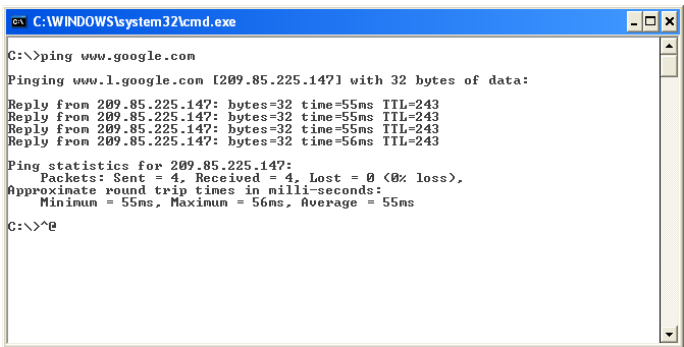 C:\WINDOWS\system32\cmd.exe
C:\>ping www.google.com
Pinging www.l.google.com [209.85.225.147] with 32 bytes of data:
Reply from 209.85.225.147: bytes=32 time=55ms TTL=243
Reply from 209.85.225.147: bytes=32 time=55ms TTL=243
Reply from 209.85.225.147: bytes=32 time=55ms TTL=243
Reply from 209.85.225.147: bytes=32 time=56ms TTL=243
Ping statistics for 209.85.225.147:
    Packets: Sent = 4, Received = 4, Lost = 0 (0% loss),
Approximate round trip times in milli-seconds:
    Minimum = 55ms, Maximum = 56ms, Average = 55ms
C:\>^@